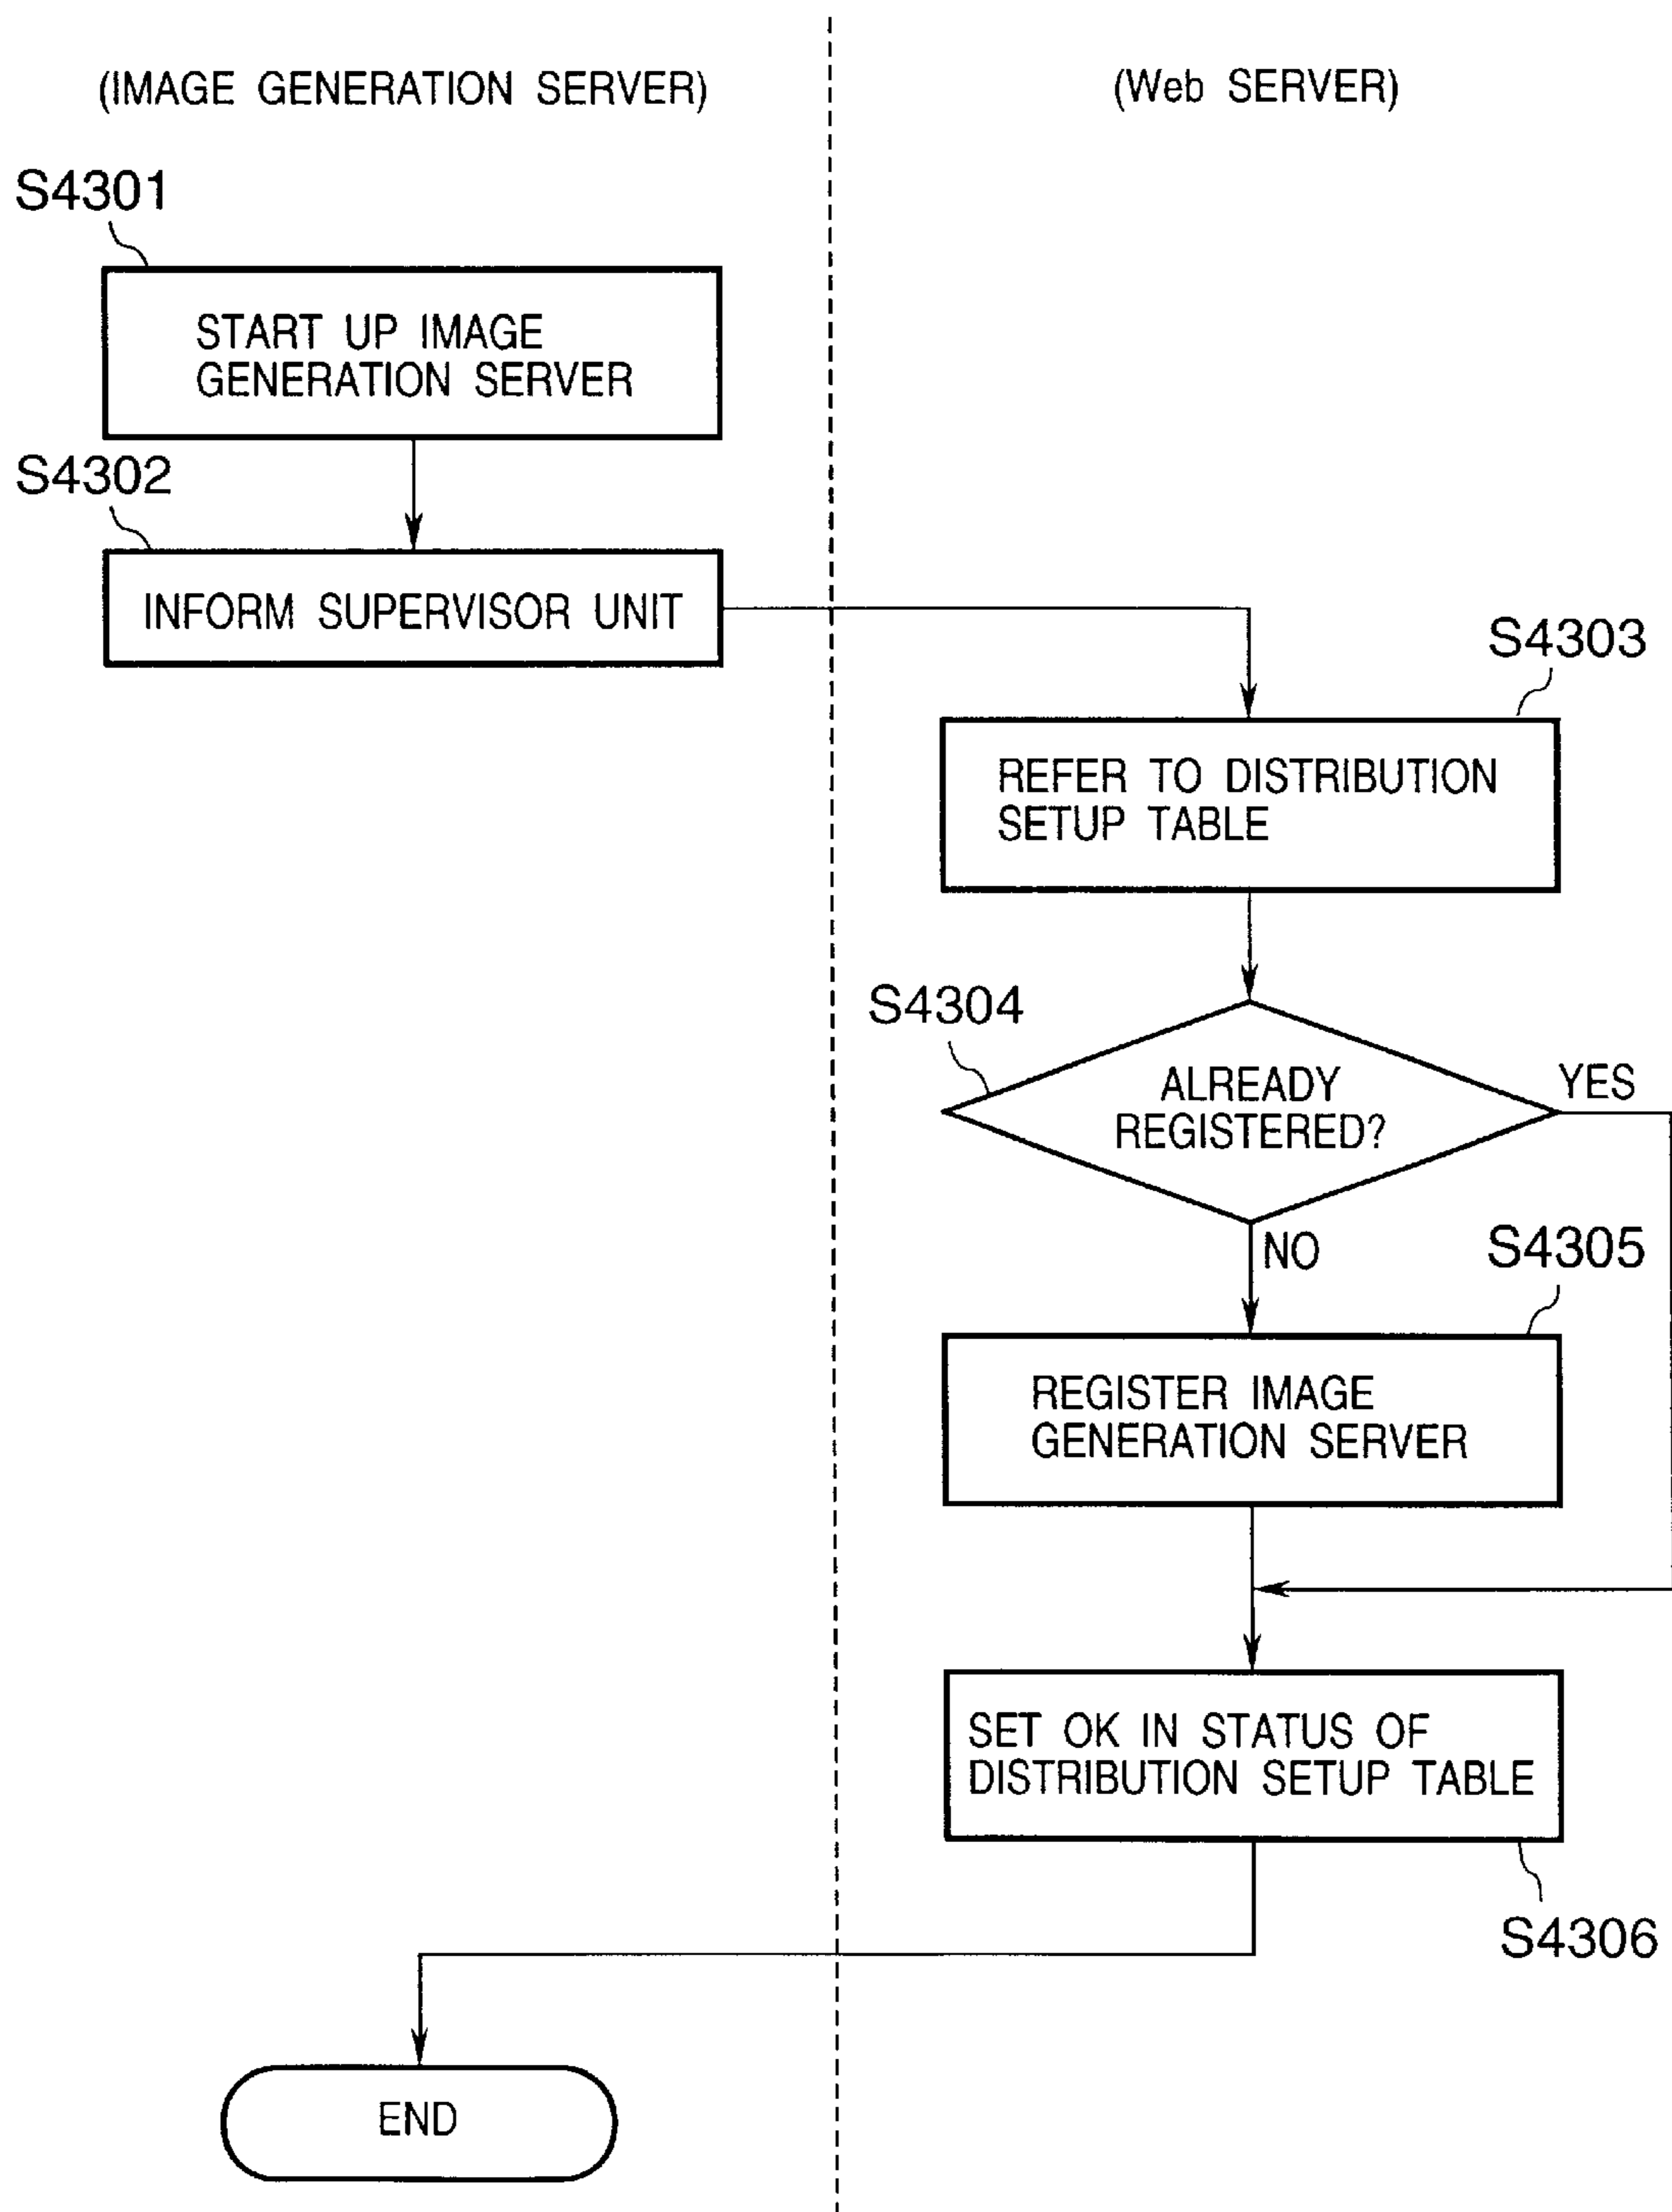 (IMAGE GENERATION SERVER)
(Web SERVER)
S4301
START UP IMAGE
GENERATION SERVER
S4302
INFORM SUPERVISOR UNIT
S4303
REFER TO DISTRIBUTION
SETUP TABLE
S4304
ALREADY
REGISTERED?
YES
NO
S4305
REGISTER IMAGE
GENERATION SERVER
SET OK IN STATUS OF
DISTRIBUTION SETUP TABLE
S4306
END